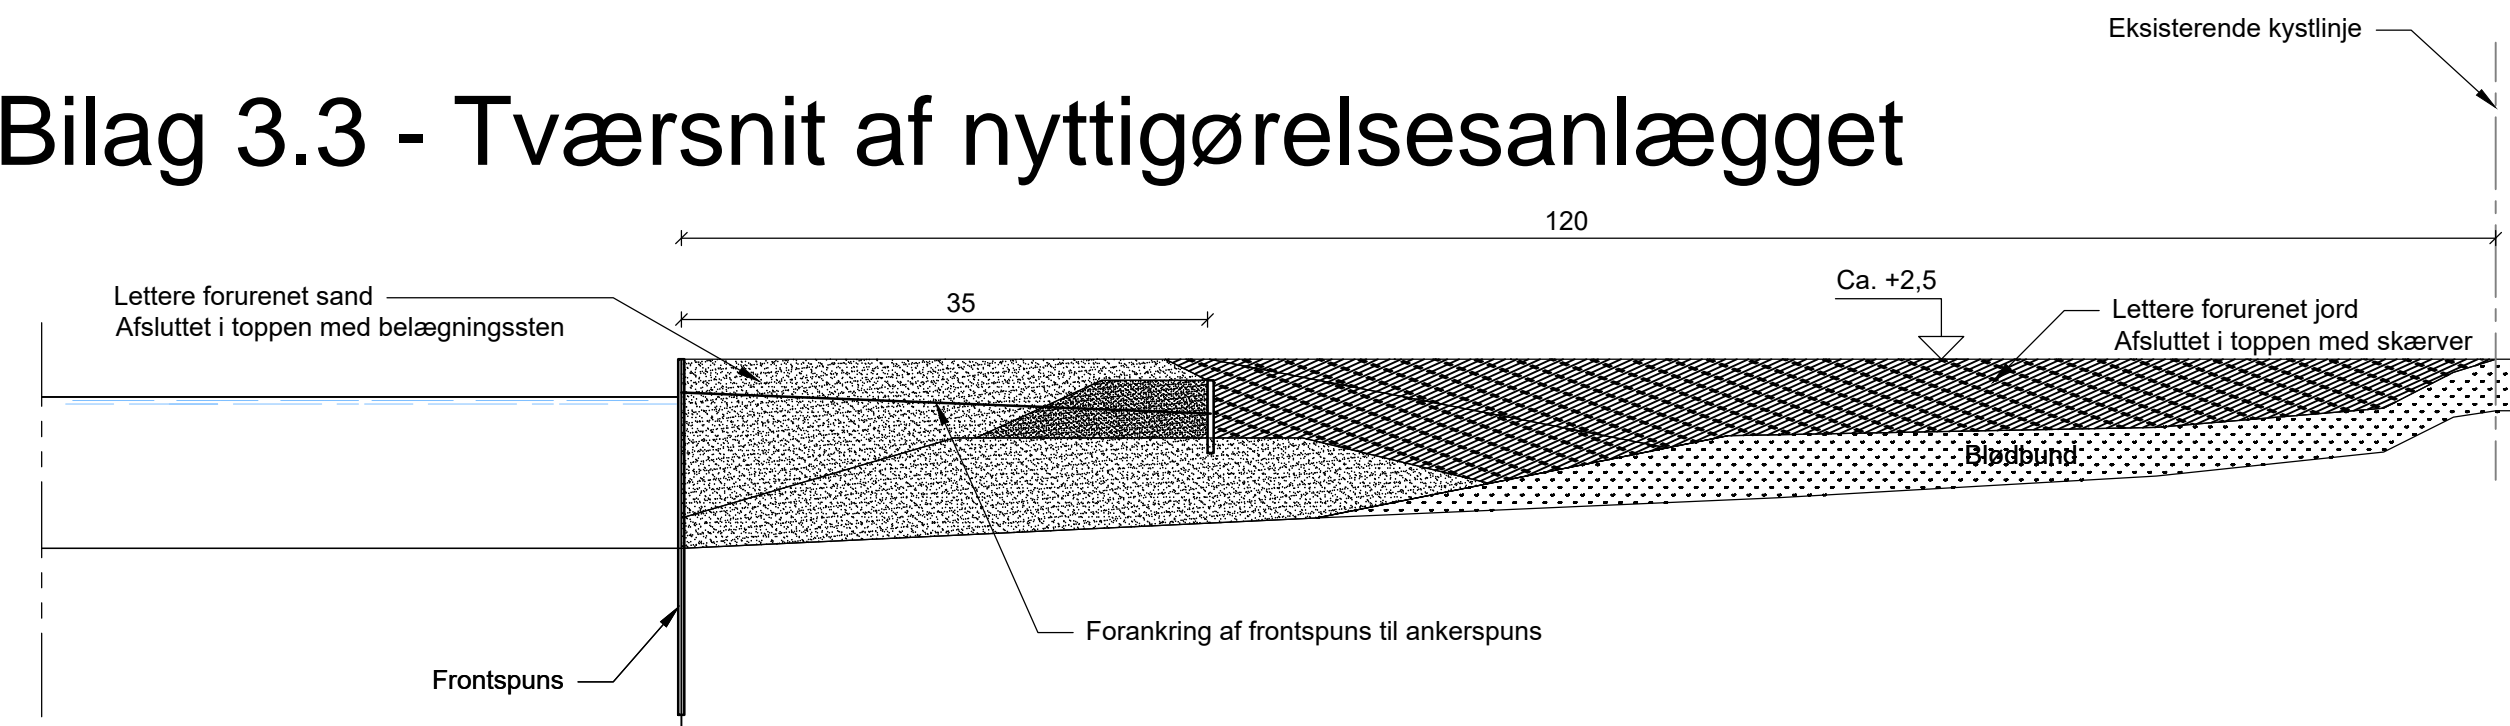 Eksisterende kystlinje
Bilag 3.3 - Tværsnit af nyttigørelsesanlægget
120
Ca. +2,5
Lettere forurenet sand
Afsluttet i toppen med belægningssten
35
Lettere forurenet jord
Afsluttet i toppen med skærver
Blødbund
Forankring af frontspuns til ankerspuns
Frontspuns